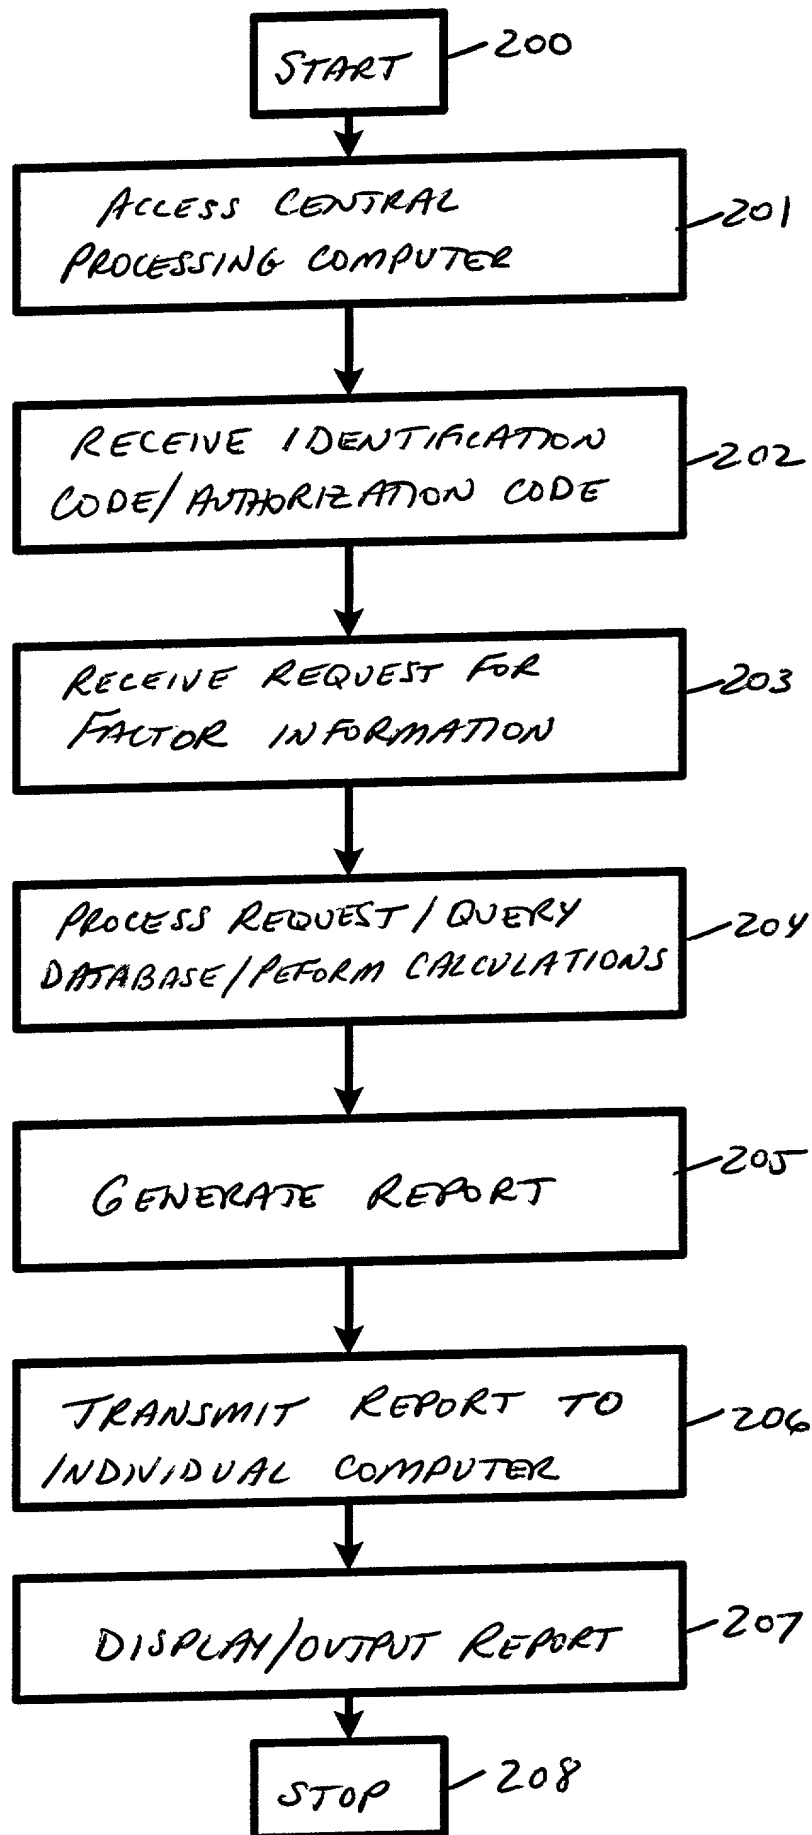 START
200
ACCESS CENTRAL
PROCESSING COMPUTER
201
RECEIVE IDENTIFICATION
CODE/AUTHORIZATION CODE
202
RECEIVE REQUEST FOR
FACTOR INFORMATION
203
PROCESS REQUEST/QUERY
DATABASE/PEFORM CALCULATIONS
204
GENERATE REPORT
205
TRANSMIT REPORT TO
INDIVIDUAL COMPUTER
206
DISPLAY/OUTPUT REPORT
207
STOP
208